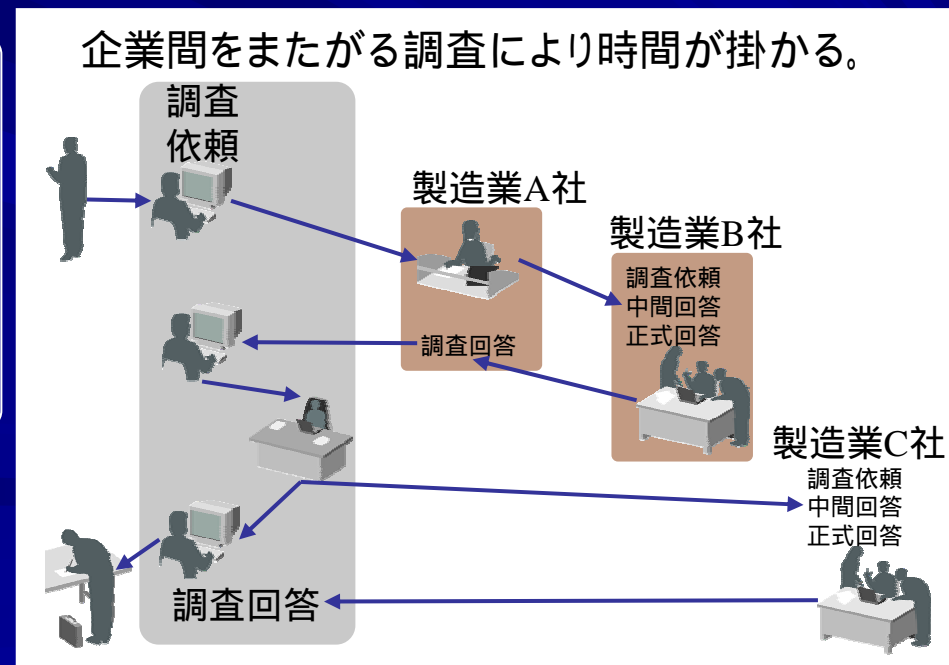 企業間をまたがる調査により時間が掛かる。
調査
依頼
製造業A社
調査回答
製造業B社
調査依頼
中間回答
正式回答
製造業C社
調査依頼
中間回答
正式回答
調査回答